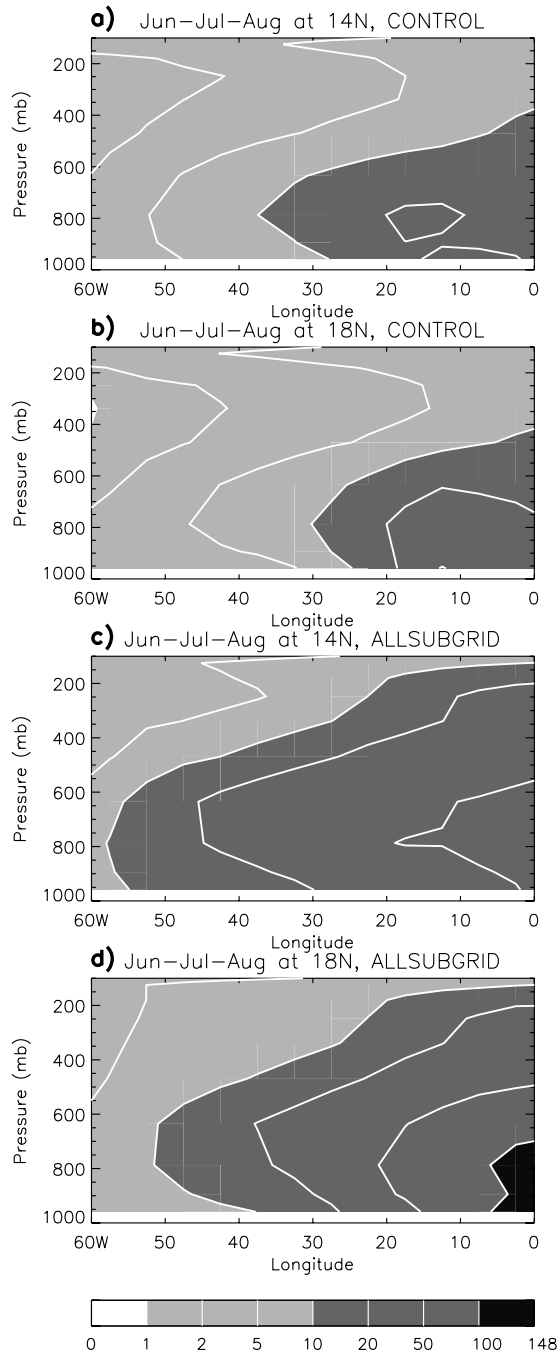 a) Jun-Jul-Aug at 14N, CONTROL
Pressure (mb)
200
400
600
800
1000
60W 50 40 30 20 10 0
Longitude
b) Jun-Jul-Aug at 18N, CONTROL
Pressure (mb)
200
400
600
800
1000
60W 50 40 30 20 10 0
Longitude
c) Jun-Jul-Aug at 14N, ALLSUBGRID
Pressure (mb)
200
400
600
800
1000
60W 50 40 30 20 10 0
Longitude
d) Jun-Jul-Aug at 18N, ALLSUBGRID
Pressure (mb)
200
400
600
800
1000
60W 50 40 30 20 10 0
Longitude
0 1 2 5 10 20 50 100 148